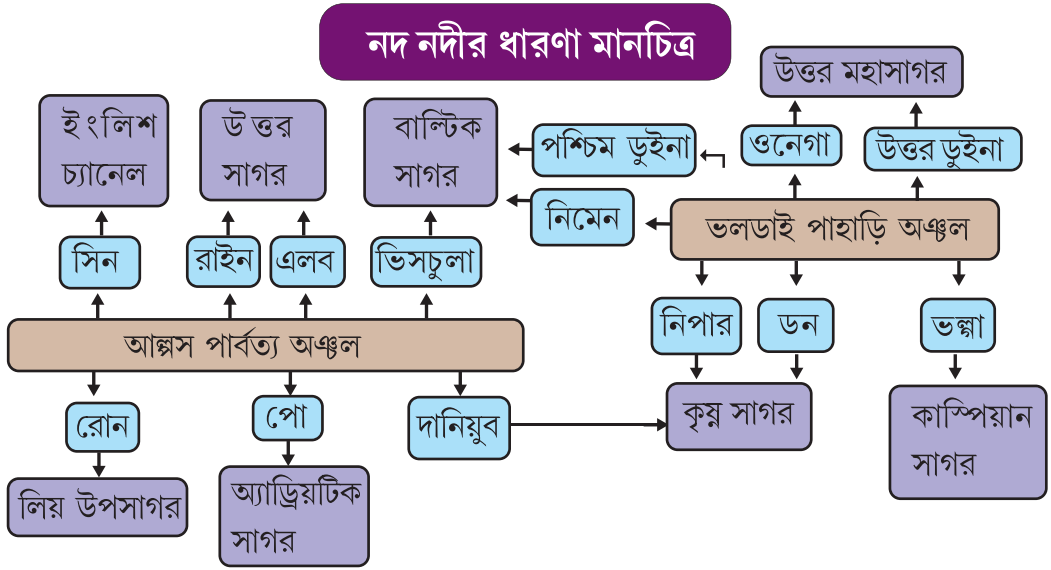 নদ নদীর ধারণা মানচিত্র
উত্তর মহাসাগর
ইংলিশ
চ্যানেল
উত্তর
সাগর
বাল্টিক
সাগর
পশ্চিম ডুইনা
ওনেগা
উত্তর ডুইনা
নিমেন
ভলডাই পাহাড়ি অঞ্চল
সিন
রাইন
এলব
ভিসচুলা
নিপার
ডন
ভল্গা
আল্পস পার্বত্য অঞ্চল
রোন
পো
দানিয়ুব
কৃষ্ণ সাগর
কাস্পিয়ান
সাগর
লিয় উপসাগর
অ্যাড্রিয়টিক
সাগর